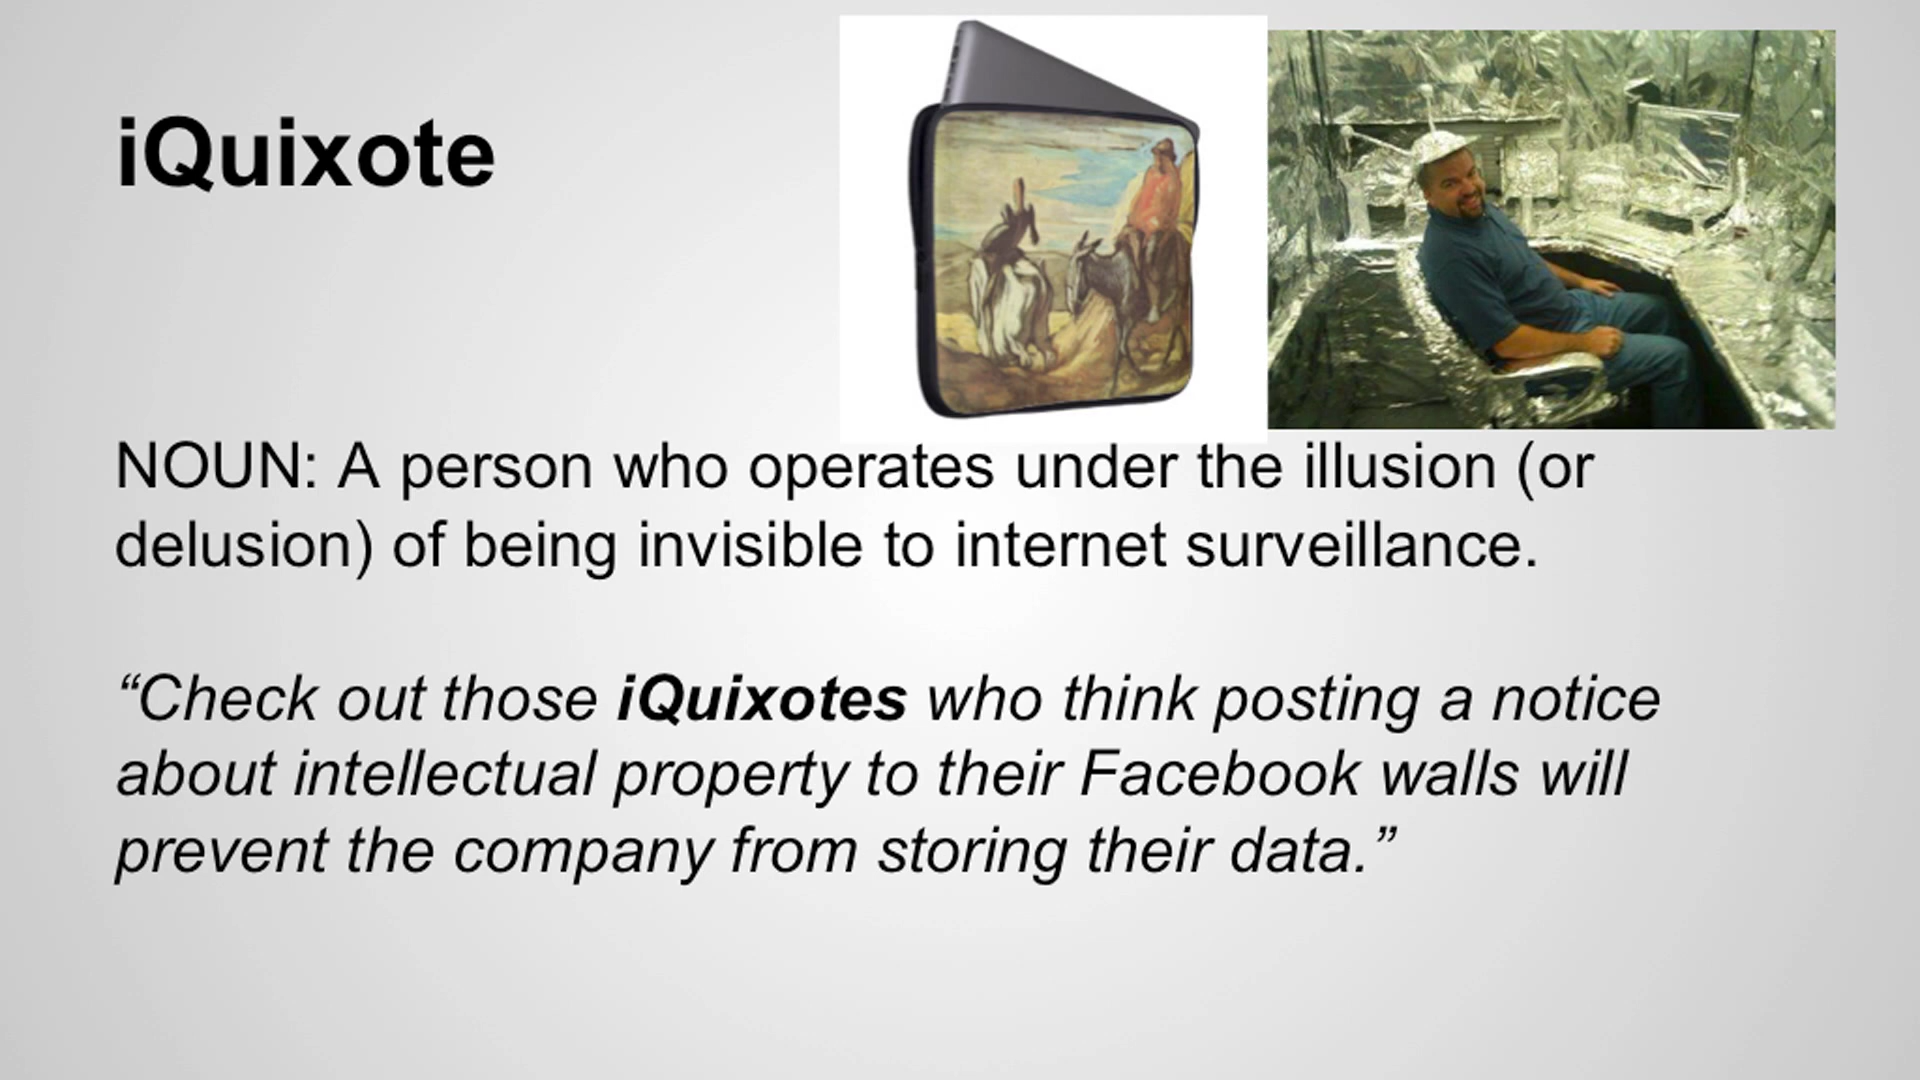 iQuixote
NOUN: A person who operates under the illusion (or
delusion) of being invisible to internet surveillance.
“Check out those iQuixotes who think posting a notice
about intellectual property to their Facebook walls will
prevent the company from storing their data.”